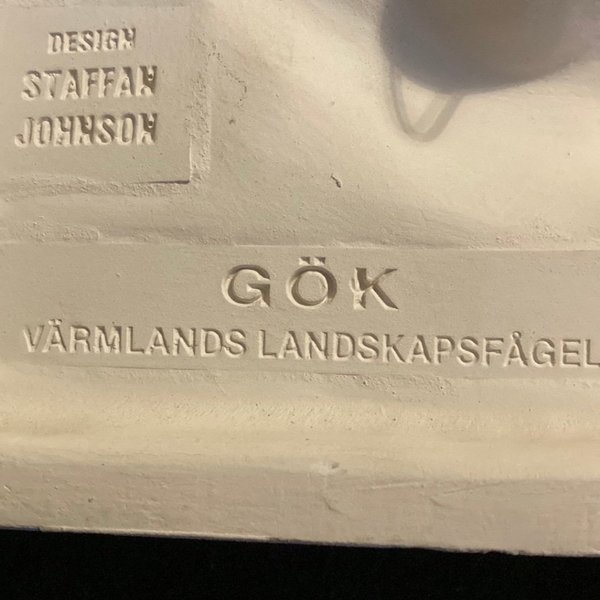 DESIGN
STAFFAN
JOHNSON
GÖK
VÄRMLANDS LANDSKAPSFÅGEL